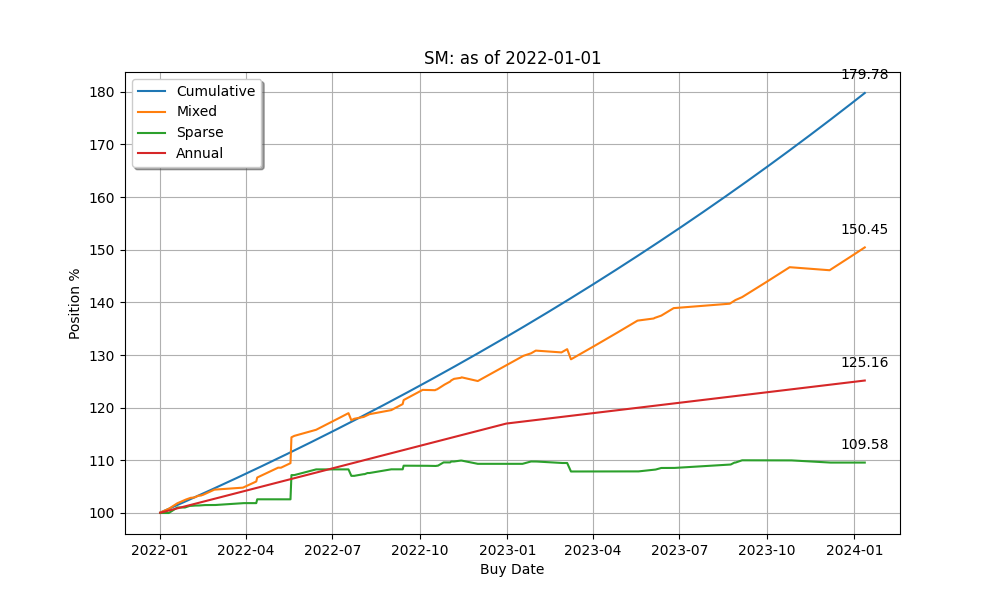 SM: as of 2022-01-01
179.78
180
Cumulative
Mixed
Sparse
Annual
170
160
150.45
150
140
130
125.16
120
110
109.58
100
Position %
2022-01 2022-04 2022-07 2022-10 2023-01 2023-04 2023-07 2023-10 2024-01
Buy Date